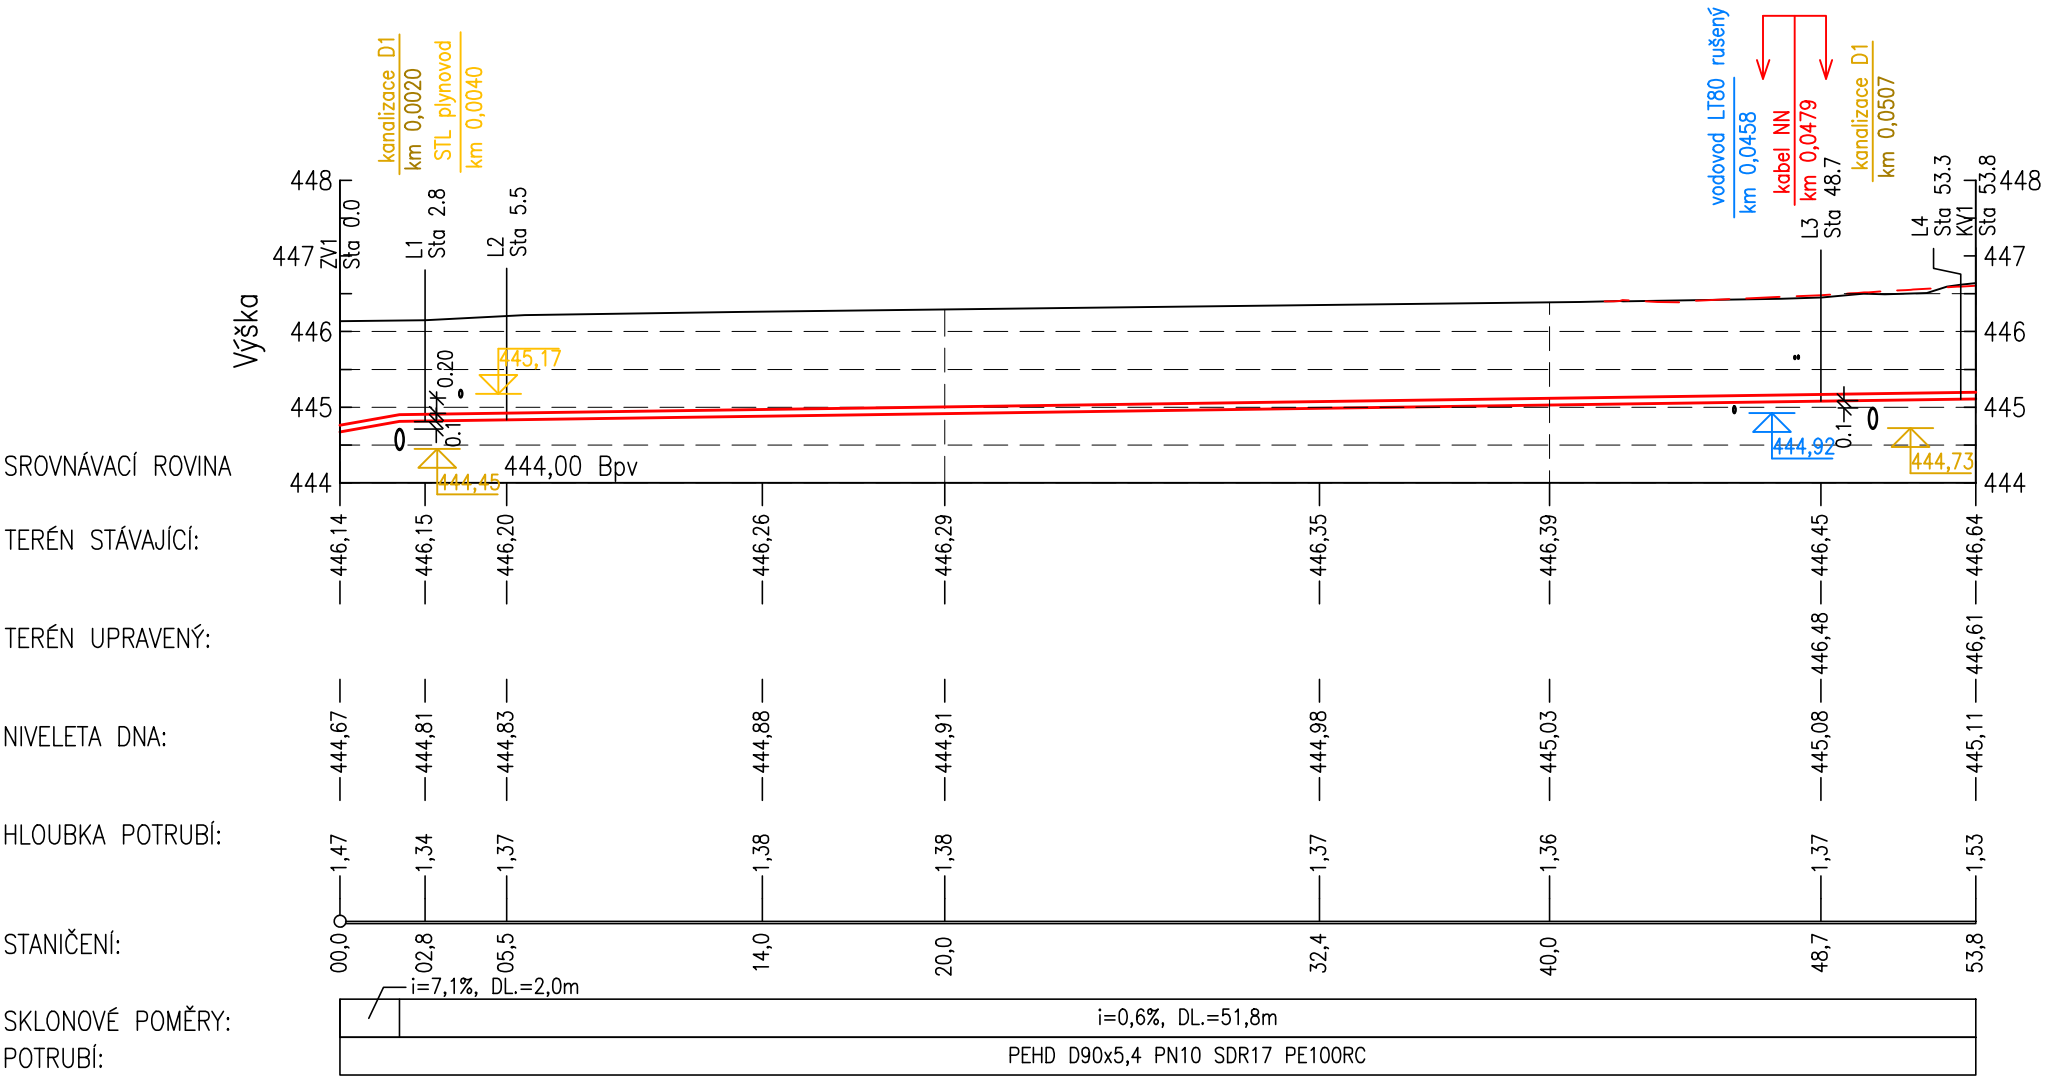 kanalizace D1
km 0,0020
STL plynovod
km 0,0040
vodovod LT80 rušený
km 0,0458
kabel NN
km 0,0479
kanalizace D1
km 0,0507
ZV1
Sta 0.0
L1
Sta 2.8
L2
Sta 5.5
L3
Sta 48.7
L4
Sta 53.3
KV1
Sta 53.8
Výška
448
447
446
445
444
448
447
446
445
444
0.20
0.1
445,17
444,45
444,92
0.1
444,73
SROVNÁVACÍ ROVINA 444,00 Bpv
TERÉN STÁVAJÍCÍ: 446,14 446,15 446,20 446,26 446,29 446,35 446,39 446,45 446,64
TERÉN UPRAVENÝ: 446,48 446,61
NIVELETA DNA: 444,67 444,81 444,83 444,88 444,91 444,98 445,03 445,08 445,11
HLOUBKA POTRUBÍ: 1,47 1,34 1,37 1,38 1,38 1,37 1,36 1,37 1,53
STANIČENÍ: 00,0 02,8 05,5 14,0 20,0 32,4 40,0 48,7 53,8
i=7,1%, DL.=2,0m
SKLONOVÉ POMĚRY: i=0,6%, DL.=51,8m
POTRUBÍ: PEHD D90x5,4 PN10 SDR17 PE100RC